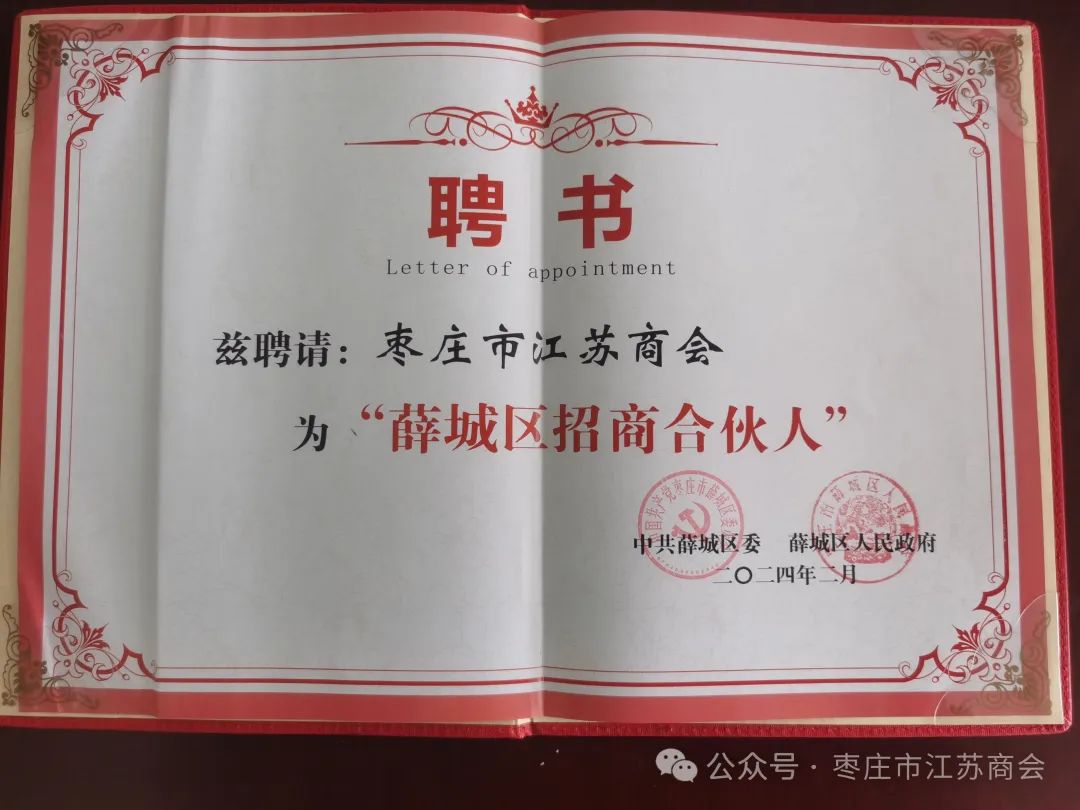 聘书
Letter of appointment
兹聘请：枣庄市江苏商会
为“薛城区招商合伙人”
中共薛城区委 薛城区人民政府
二〇二四年二月
公众号·枣庄市江苏商会